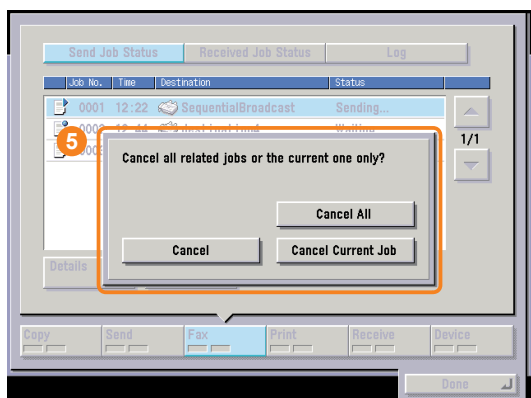 Send Job Status Received Job Status Log
Job No. Time Destination Status
0001 12:22 SequentialBroadcast Sending...
1/1
5
Cancel all related jobs or the current one only?
Cancel All
Cancel Cancel Current Job
Details
Copy Send Fax Print Receive Device
Done